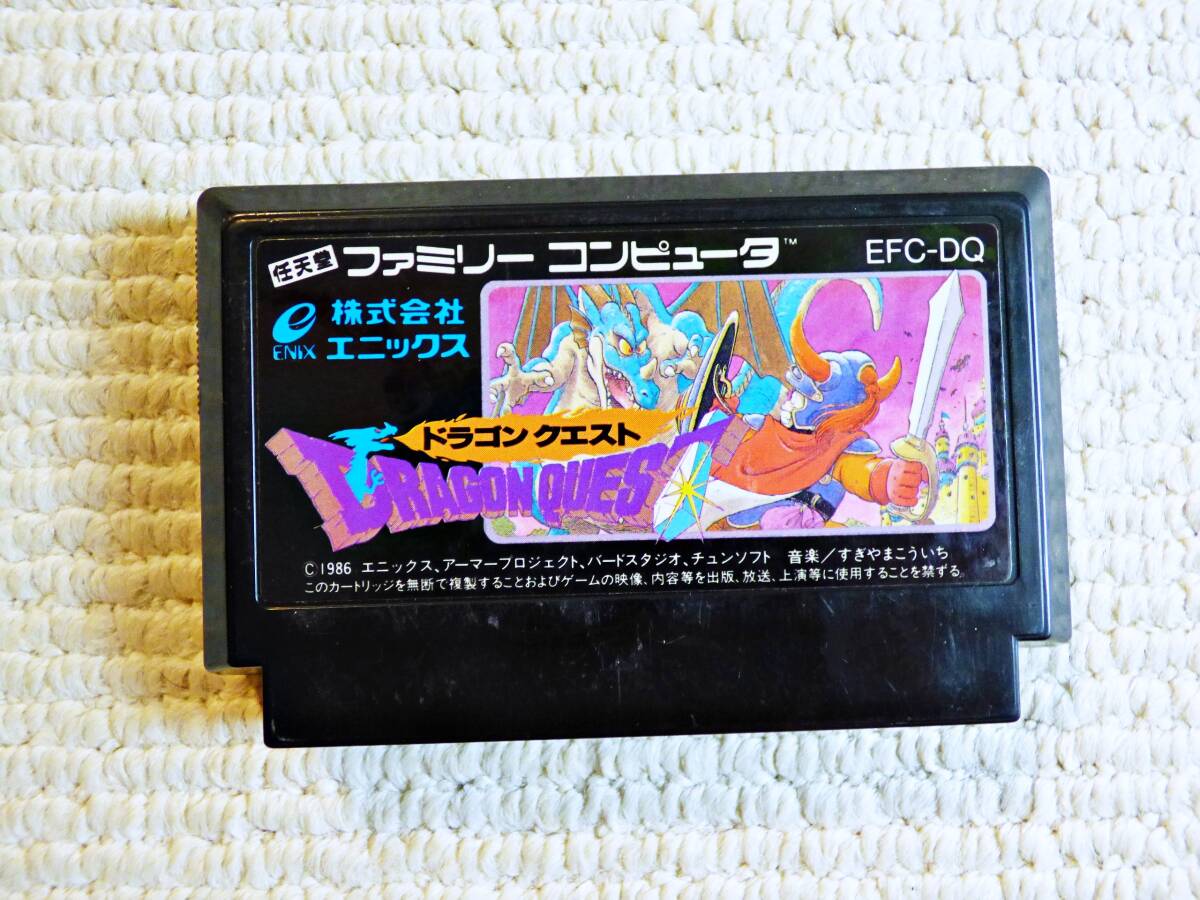 任天堂 ファミリー コンピュータ™ EFC-DQ
ENIX 株式会社
エニックス
ドラゴンクエスト
DRAGON QUEST
©1986 エニックス、アーマープロジェクト、バードスタジオ、チュンソフト 音楽/すぎやまこういち
このカートリッジを無断で複製することおよびゲームの映像、内容等を出版、放送、上演等に使用することを禁ずる。